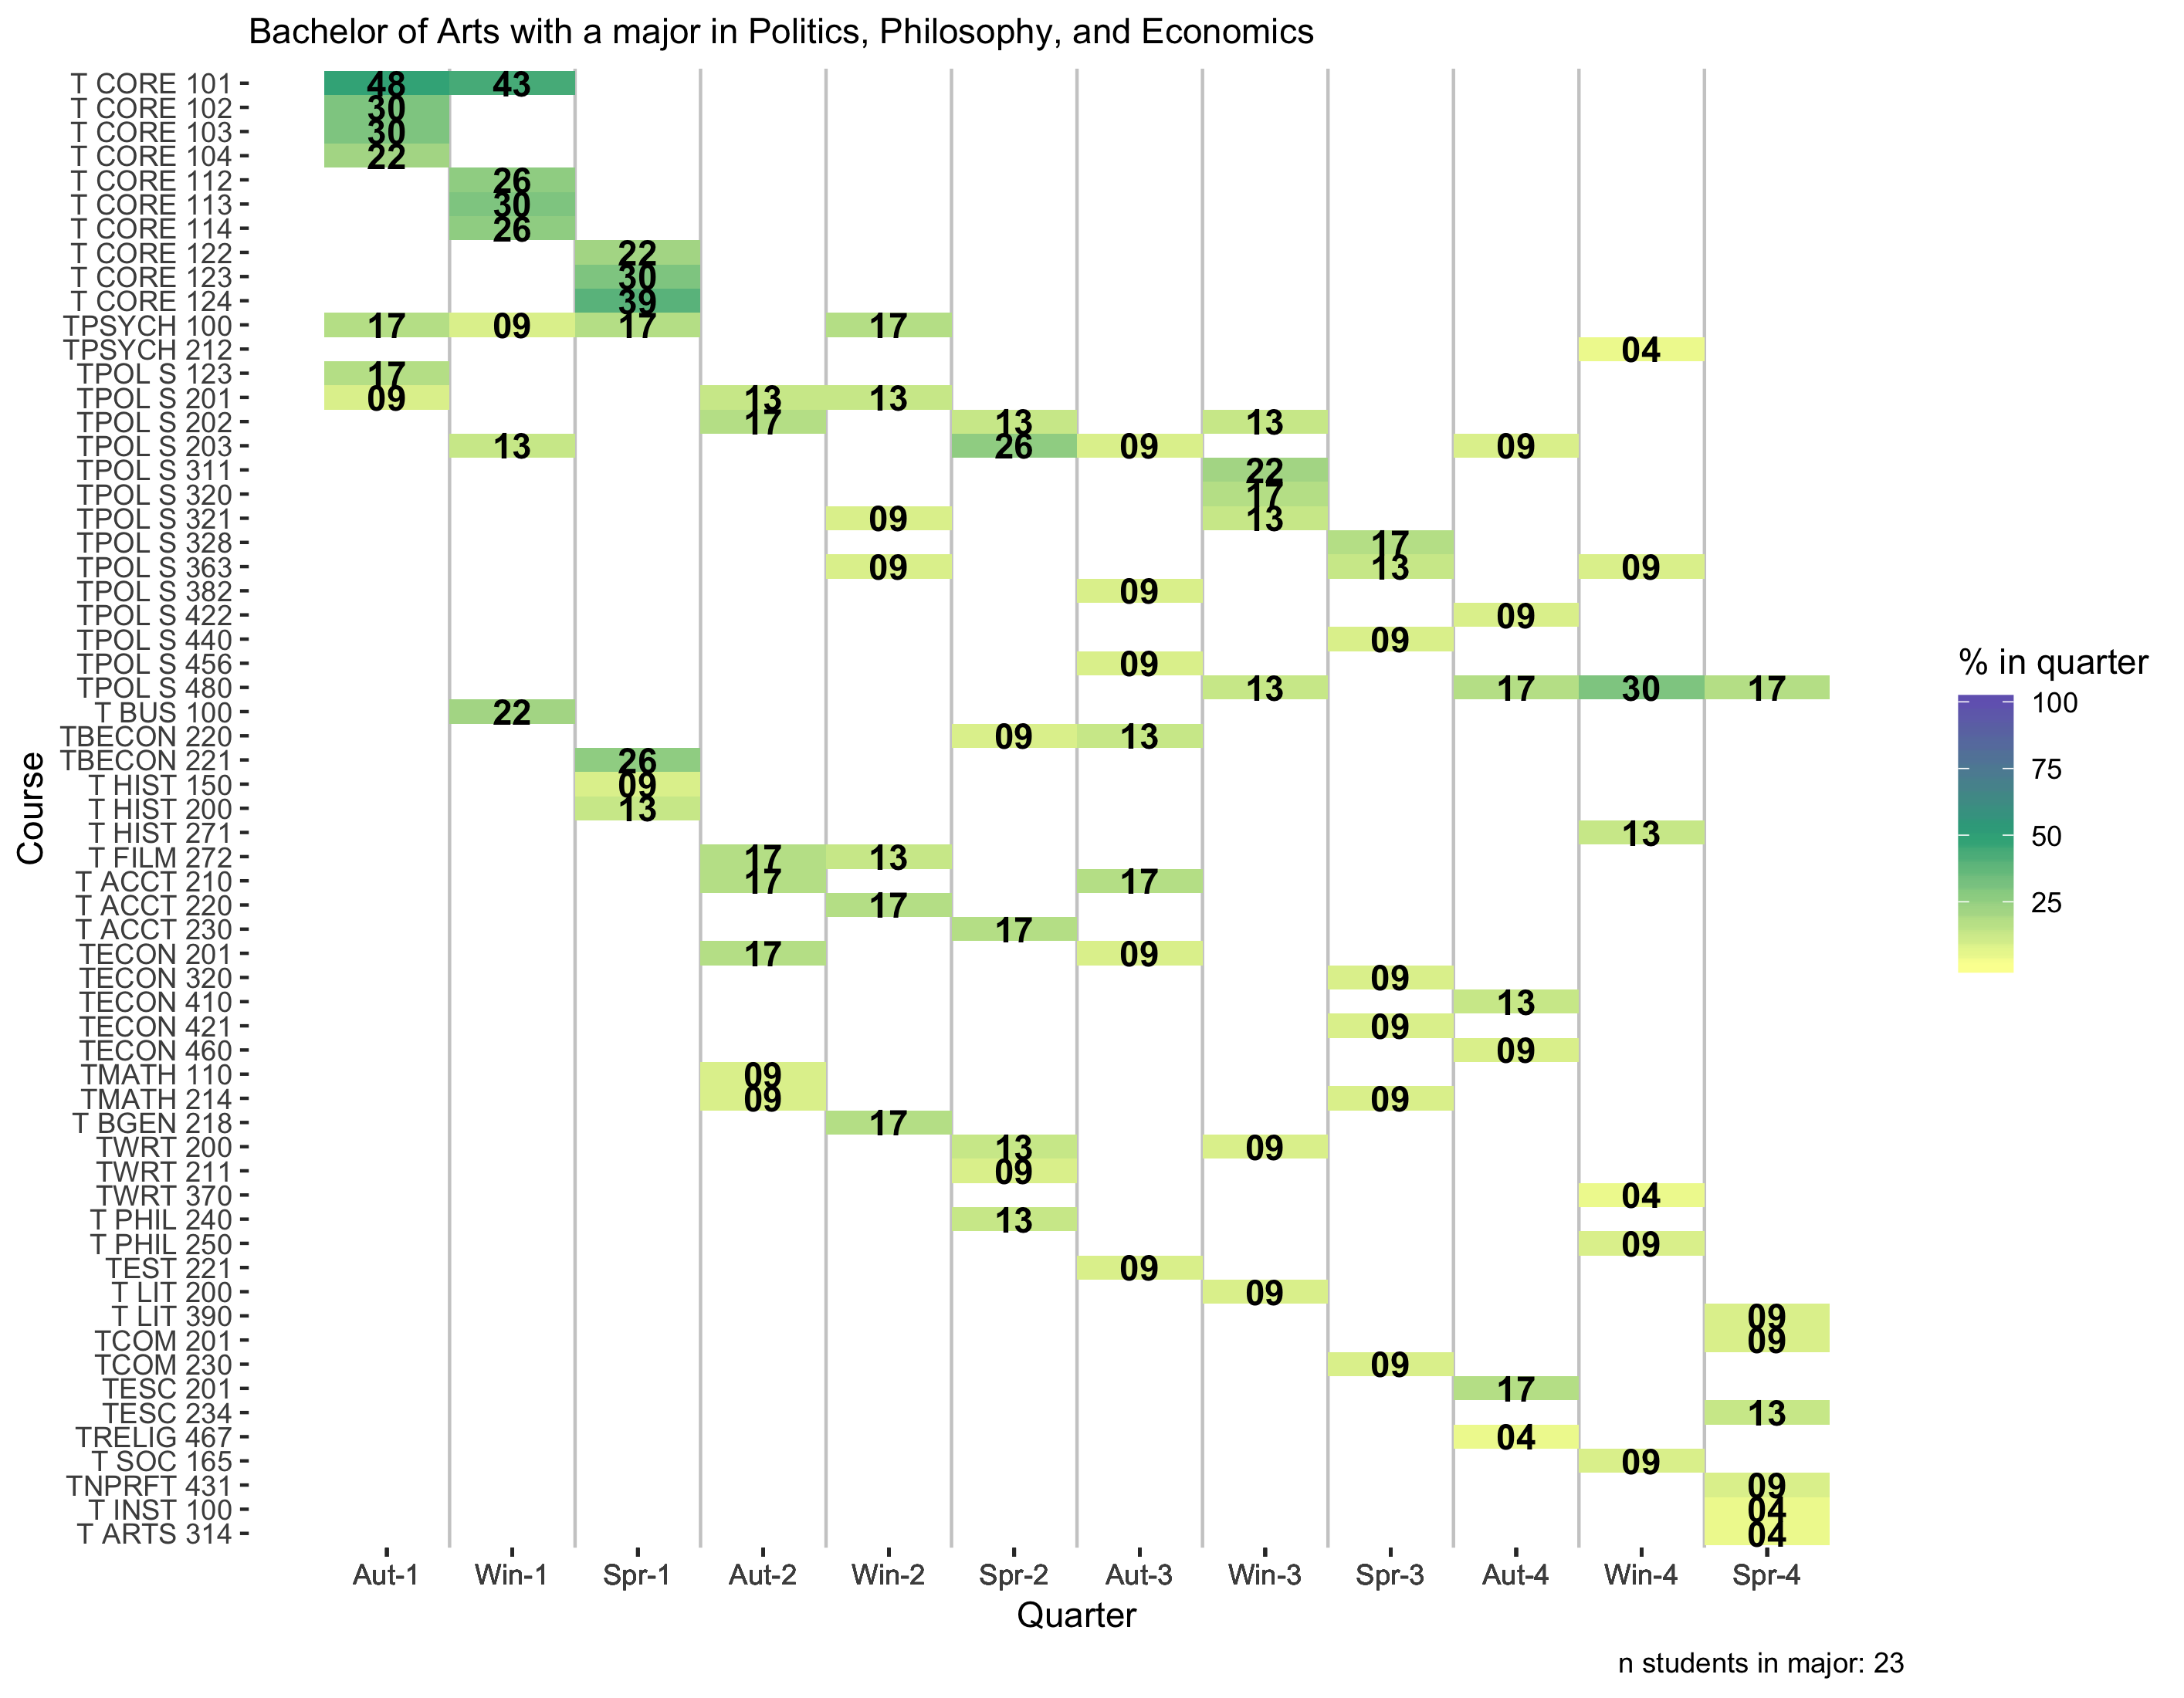 Bachelor of Arts with a major in Politics, Philosophy, and Economics
T CORE 101 48 43
T CORE 102 30
T CORE 103 30
T CORE 104 22
T CORE 112 26
T CORE 113 30
T CORE 114 26
T CORE 122 22
T CORE 123 30
T CORE 124 39
TPSYCH 100 17 09 17 17
TPSYCH 212 04
TPOL S 123 17
TPOL S 201 09 13 13
TPOL S 202 17 13 13
TPOL S 203 13 26 09 09
TPOL S 311 22
TPOL S 320 17
TPOL S 321 09 13
TPOL S 328 17
TPOL S 363 09 13 09
TPOL S 382 09
TPOL S 422 09
TPOL S 440 09
TPOL S 456 09
TPOL S 480 13 17 30 17
T BUS 100 22
TBECON 220 09 13
TBECON 221 26
T HIST 150 09
T HIST 200 13
T HIST 271 13
T FILM 272 17 13
T ACCT 210 17 17
T ACCT 220 17
T ACCT 230 17
TECON 201 17 09
TECON 320 09
TECON 410 13
TECON 421 09
TECON 460 09
TMATH 110 09
TMATH 214 09 09
T BGEN 218 17
TWRT 200 13 09
TWRT 211 09
TWRT 370 04
T PHIL 240 13
T PHIL 250 09
TEST 221 09
T LIT 200 09
T LIT 390 09
TCOM 201 09
TCOM 230 09
TESC 201 17
TESC 234 13
TRELIG 467 04
T SOC 165 09
TNPRFT 431 09
T INST 100 04
T ARTS 314 04
Course
Aut-1 Win-1 Spr-1 Aut-2 Win-2 Spr-2 Aut-3 Win-3 Spr-3 Aut-4 Win-4 Spr-4
Quarter
% in quarter
100
75
50
25
n students in major: 23